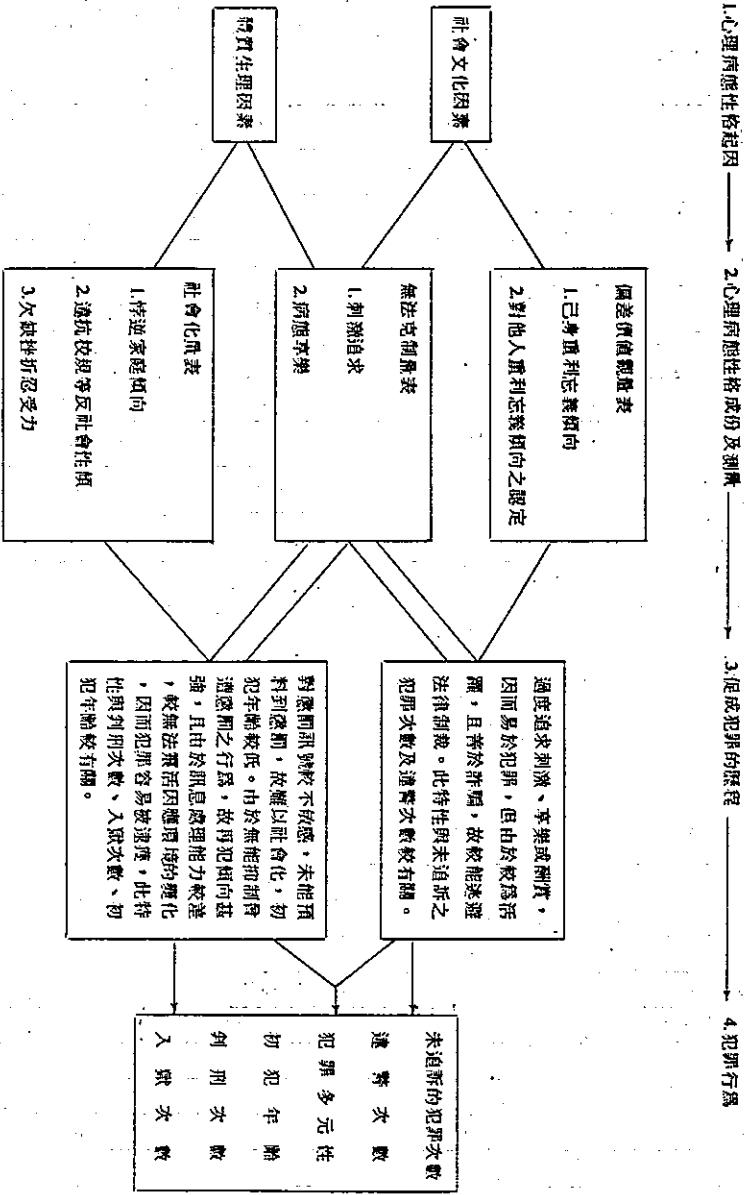 1.心理病態性格起因
2.心理病態性格成份及測量
3.促成犯罪的歷程
4.犯罪行為
社會文化因素
體質生理因素
偏差價值觀量表
1.己身重利忘義傾向
2.對他人重利忘義傾向之認定
無法克制量表
1.刺激追求
2.病態享樂
社會化量表
1.悖逆家庭傾向
2.違抗校規等反社會性傾
3.欠缺挫折忍受力
過度追求刺激、享樂或酬賞，
因而易於犯罪，但由於較為活
躍，且善於詐騙，故較能逃避
法律制裁。此特性與未追訴之
犯罪次數及違警次數較有關。
對懲罰訊號較不敏感，未能預
料到懲罰，故難以社會化，初
犯年齡較低。由於無能抑制會
遭懲罰之行為，故再犯傾向甚
強，且由於訊息處理能力較差
，較無法靈活因應環境的變化
，因而犯罪容易被逮捕，此特
性與判刑次數、入獄次數、初
犯年齡較有關。
未追訴的犯罪次數
違警次數
犯罪多元性
初犯年齡
判刑次數
入獄次數